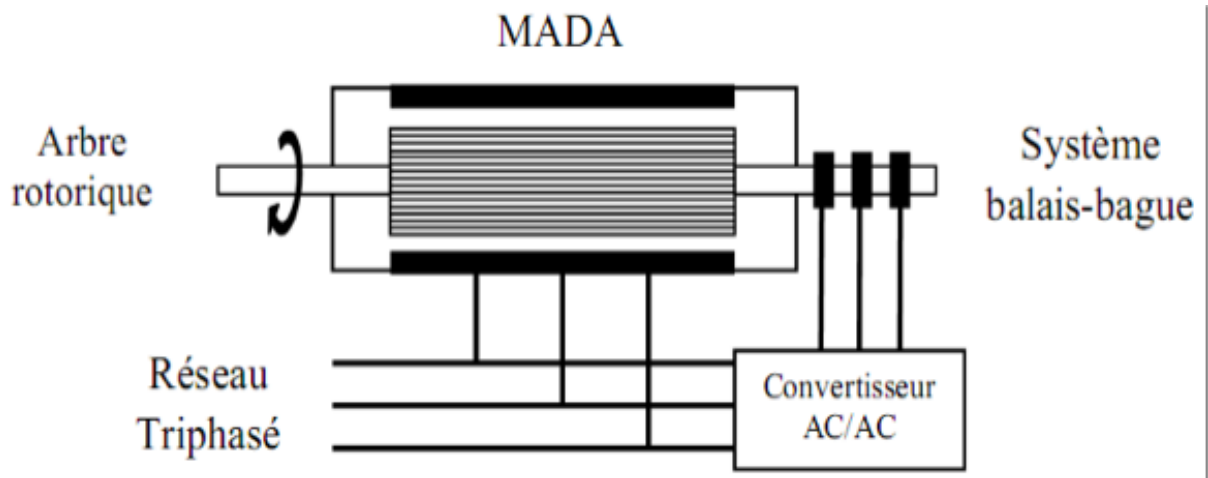 MADA
Arbre
rotorique
Système
balais-bague
Réseau
Triphasé
Convertisseur
AC/AC